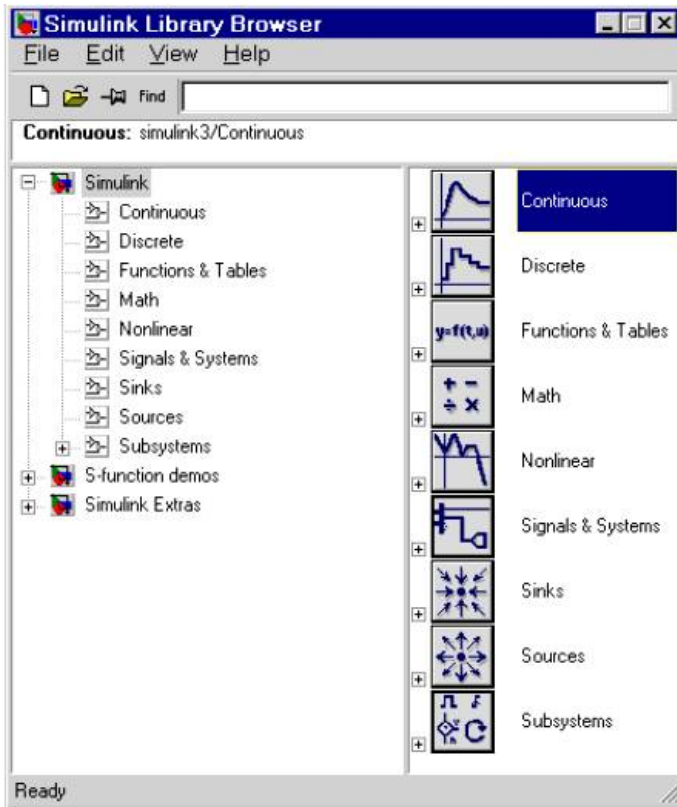 Simulink Library Browser
File Edit View Help
Find
Continuous: simulink3/Continuous
Simulink
Continuous
Discrete
Functions & Tables
Math
Nonlinear
Signals & Systems
Sinks
Sources
Subsystems
S-function demos
Simulink Extras
Continuous
Discrete
y=f(t,u)
Functions & Tables
Math
Nonlinear
Signals & Systems
Sinks
Sources
Subsystems
Ready